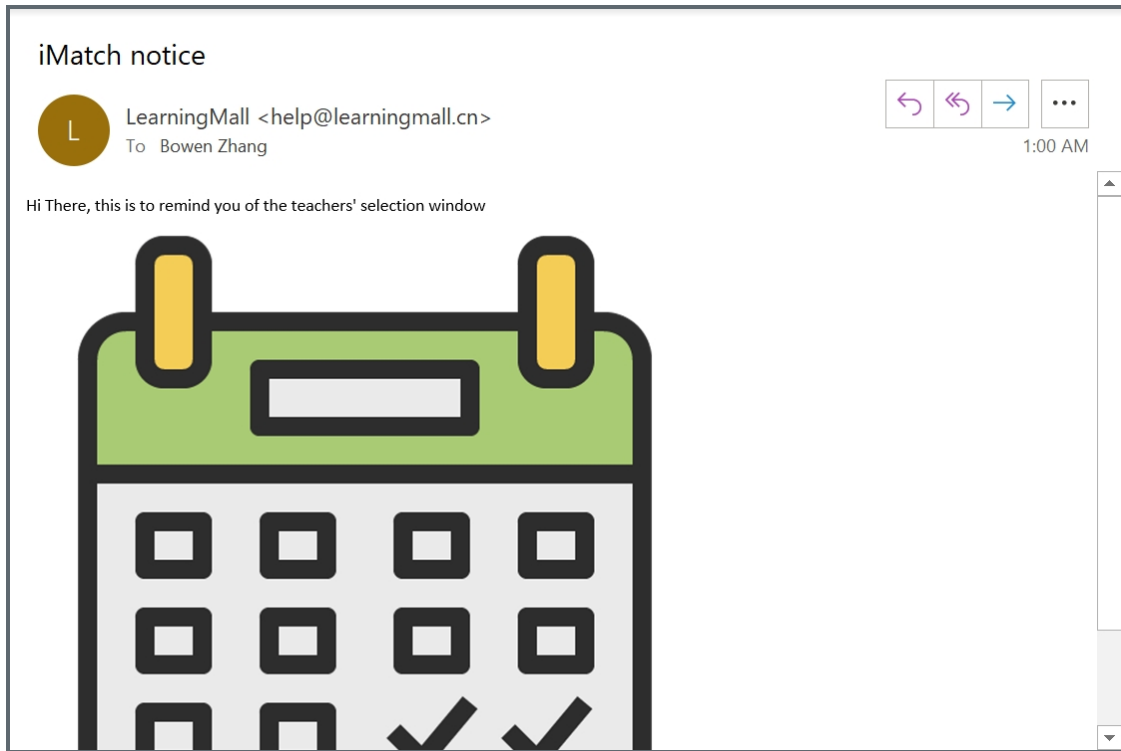 iMatch notice
L
LearningMall <help@learningmall.cn>
To Bowen Zhang
1:00 AM
Hi There, this is to remind you of the teachers' selection window